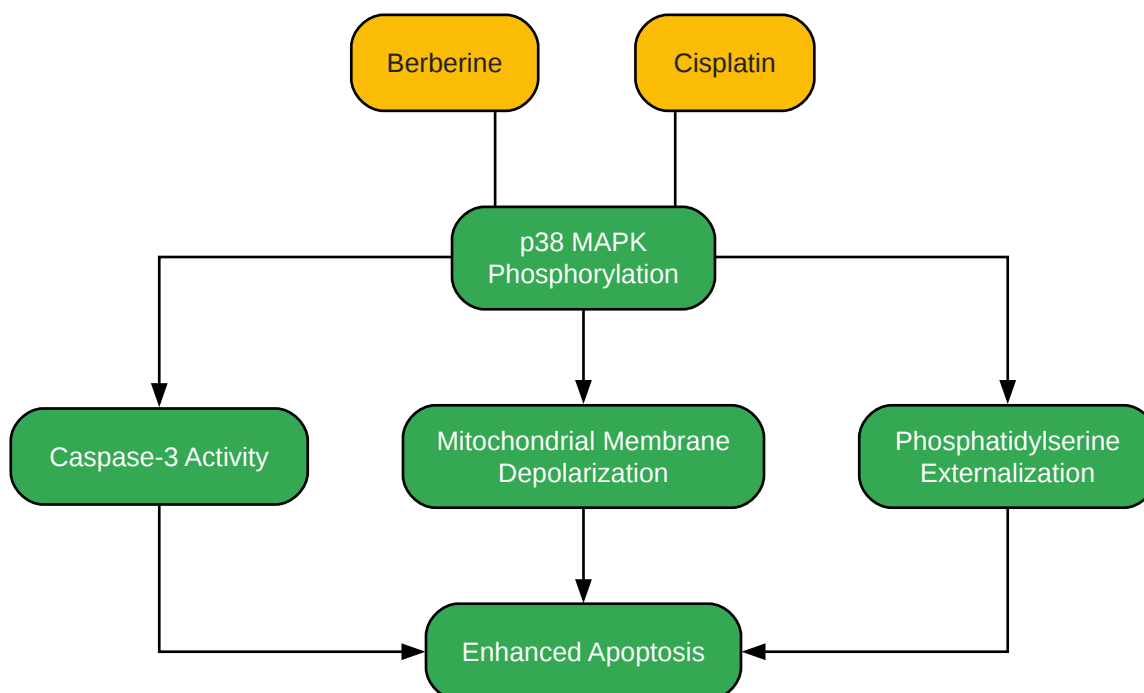 Berberine
Cisplatin
p38 MAPK
Phosphorylation
Caspase-3 Activity
Mitochondrial Membrane
Depolarization
Phosphatidylserine
Externalization
Enhanced Apoptosis